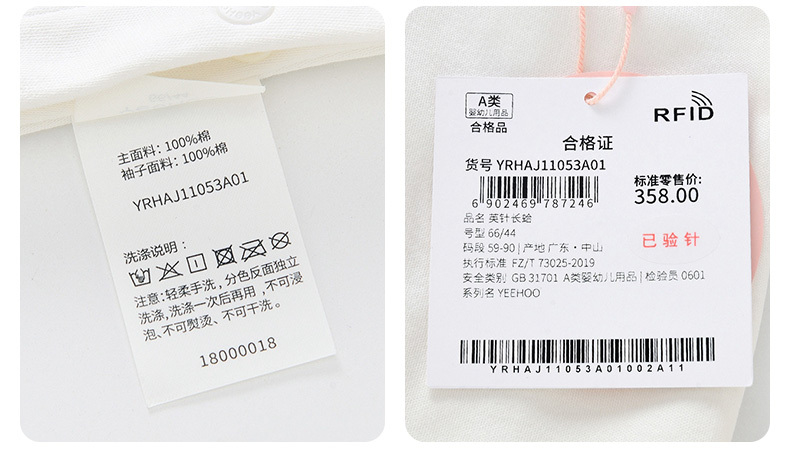 主面料：100%棉
袖子面料：100%棉
YRHAJ11053A01
洗涤说明：
注意：轻柔手洗，分色反面独立
洗涤，洗涤一次后再用，不可浸
泡、不可熨烫、不可干洗。
18000018
A类
婴幼儿用品
合格品
RFID
合格证
货号 YRHAJ11053A01
6 902469 787246
标准零售价:
358.00
品名 英针长蛤
号型 66/44
码段 59-90 | 产地 广东·中山
执行标准 FZ/T 73025-2019
安全类别 GB 31701 A类婴幼儿用品 | 检验员 0601
系列名 YEEHOO
已验针
YRHAJ11053A01002A11